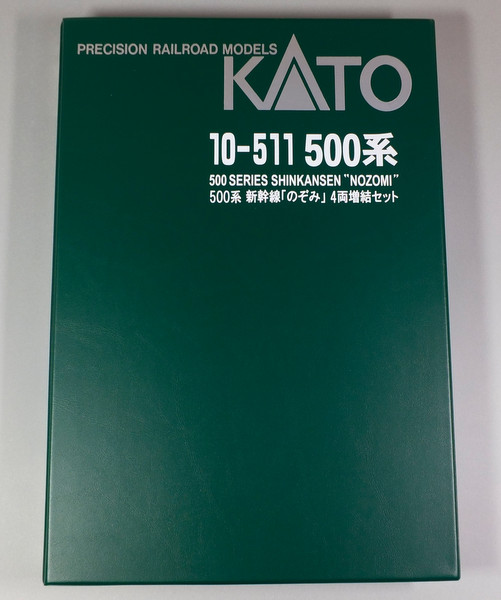 PRECISION RAILROAD MODELS
KATO
10-511 500系
500 SERIES SHINKANSEN "NOZOMI"
500系 新幹線「のぞみ」 4両増結セット